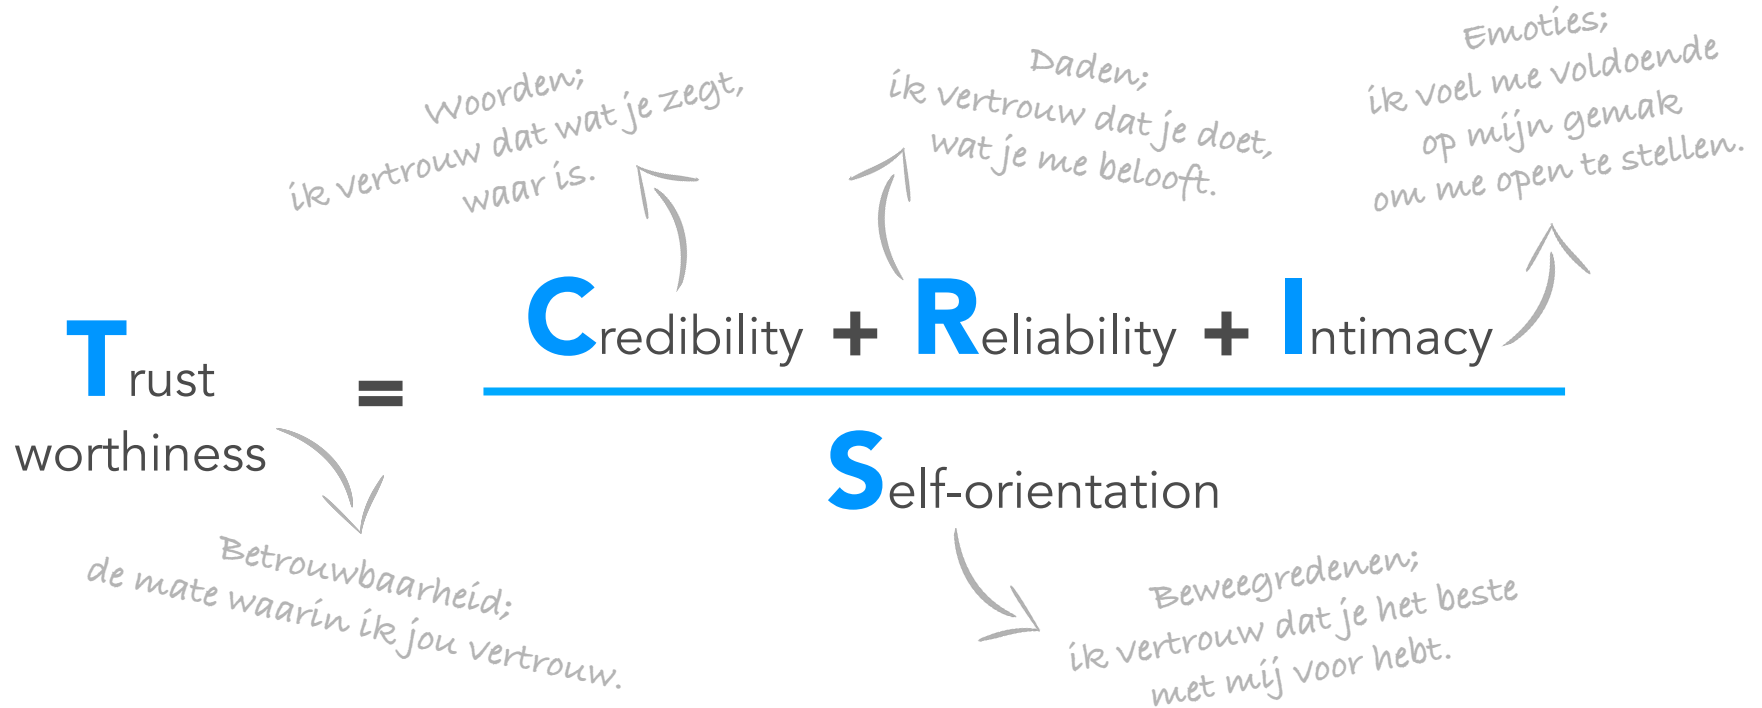 Woorden;
ik vertrouw dat wat je zegt,
waar is.
Daden;
ik vertrouw dat je doet,
wat je me belooft.
Emoties;
ik voel me voldoende
op mijn gemak
om me open te stellen.
Trust
worthiness
=
Credibility + Reliability + Intimacy
Self-orientation
Betrouwbaarheid;
de mate waarin ik jou vertrouw.
Beweegredenen;
ik vertrouw dat je het beste
met mij voor hebt.